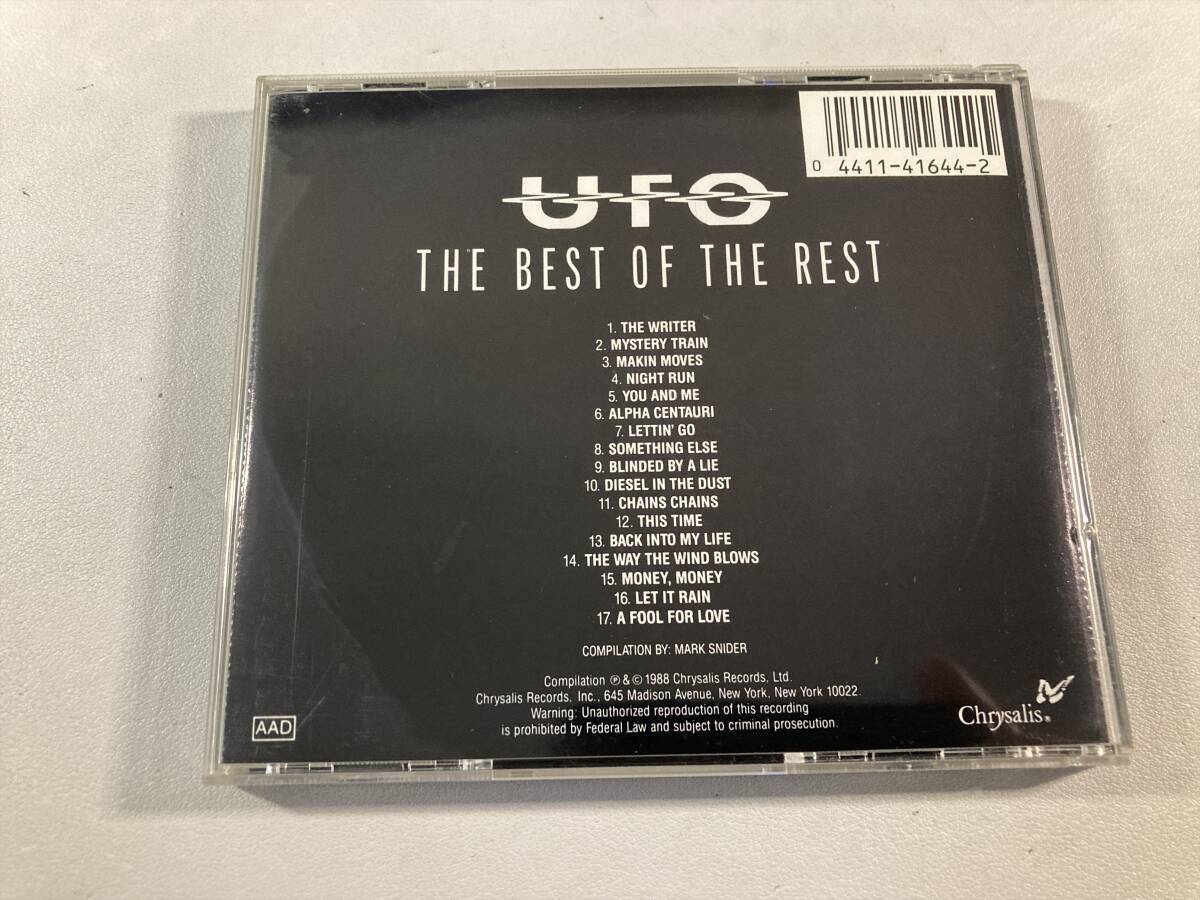 0 4411-41644-2
UFO
THE BEST OF THE REST
1. THE WRITER
2. MYSTERY TRAIN
3. MAKIN MOVES
4. NIGHT RUN
5. YOU AND ME
6. ALPHA CENTAURI
7. LETTIN' GO
8. SOMETHING ELSE
9. BLINDED BY A LIE
10. DIESEL IN THE DUST
11. CHAINS CHAINS
12. THIS TIME
13. BACK INTO MY LIFE
14. THE WAY THE WIND BLOWS
15. MONEY, MONEY
16. LET IT RAIN
17. A FOOL FOR LOVE
COMPILATION BY: MARK SNIDER
Compilation ℗ & © 1988 Chrysalis Records, Ltd.
Chrysalis Records, Inc., 645 Madison Avenue, New York, New York 10022.
Warning: Unauthorized reproduction of this recording
is prohibited by Federal Law and subject to criminal prosecution.
AAD
Chrysalis®